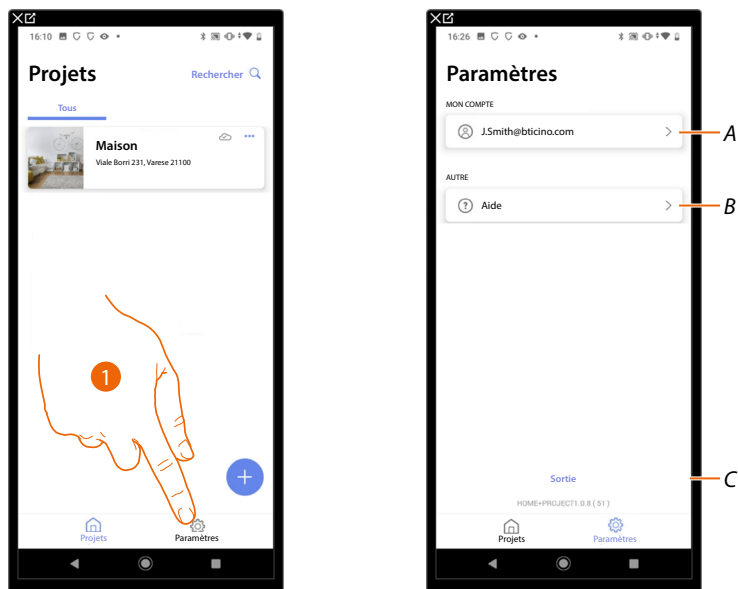 16:10
Projets
Rechercher
Tous
Maison
Viale Borri 231, Varese 21100
1
+
Projets
Paramètres
16:26
Paramètres
MON COMPTE
J.Smith@bticino.com
A
AUTRE
? Aide
B
Sortie
C
HOME+PROJECT1.0.8 ( 51 )
Projets
Paramètres